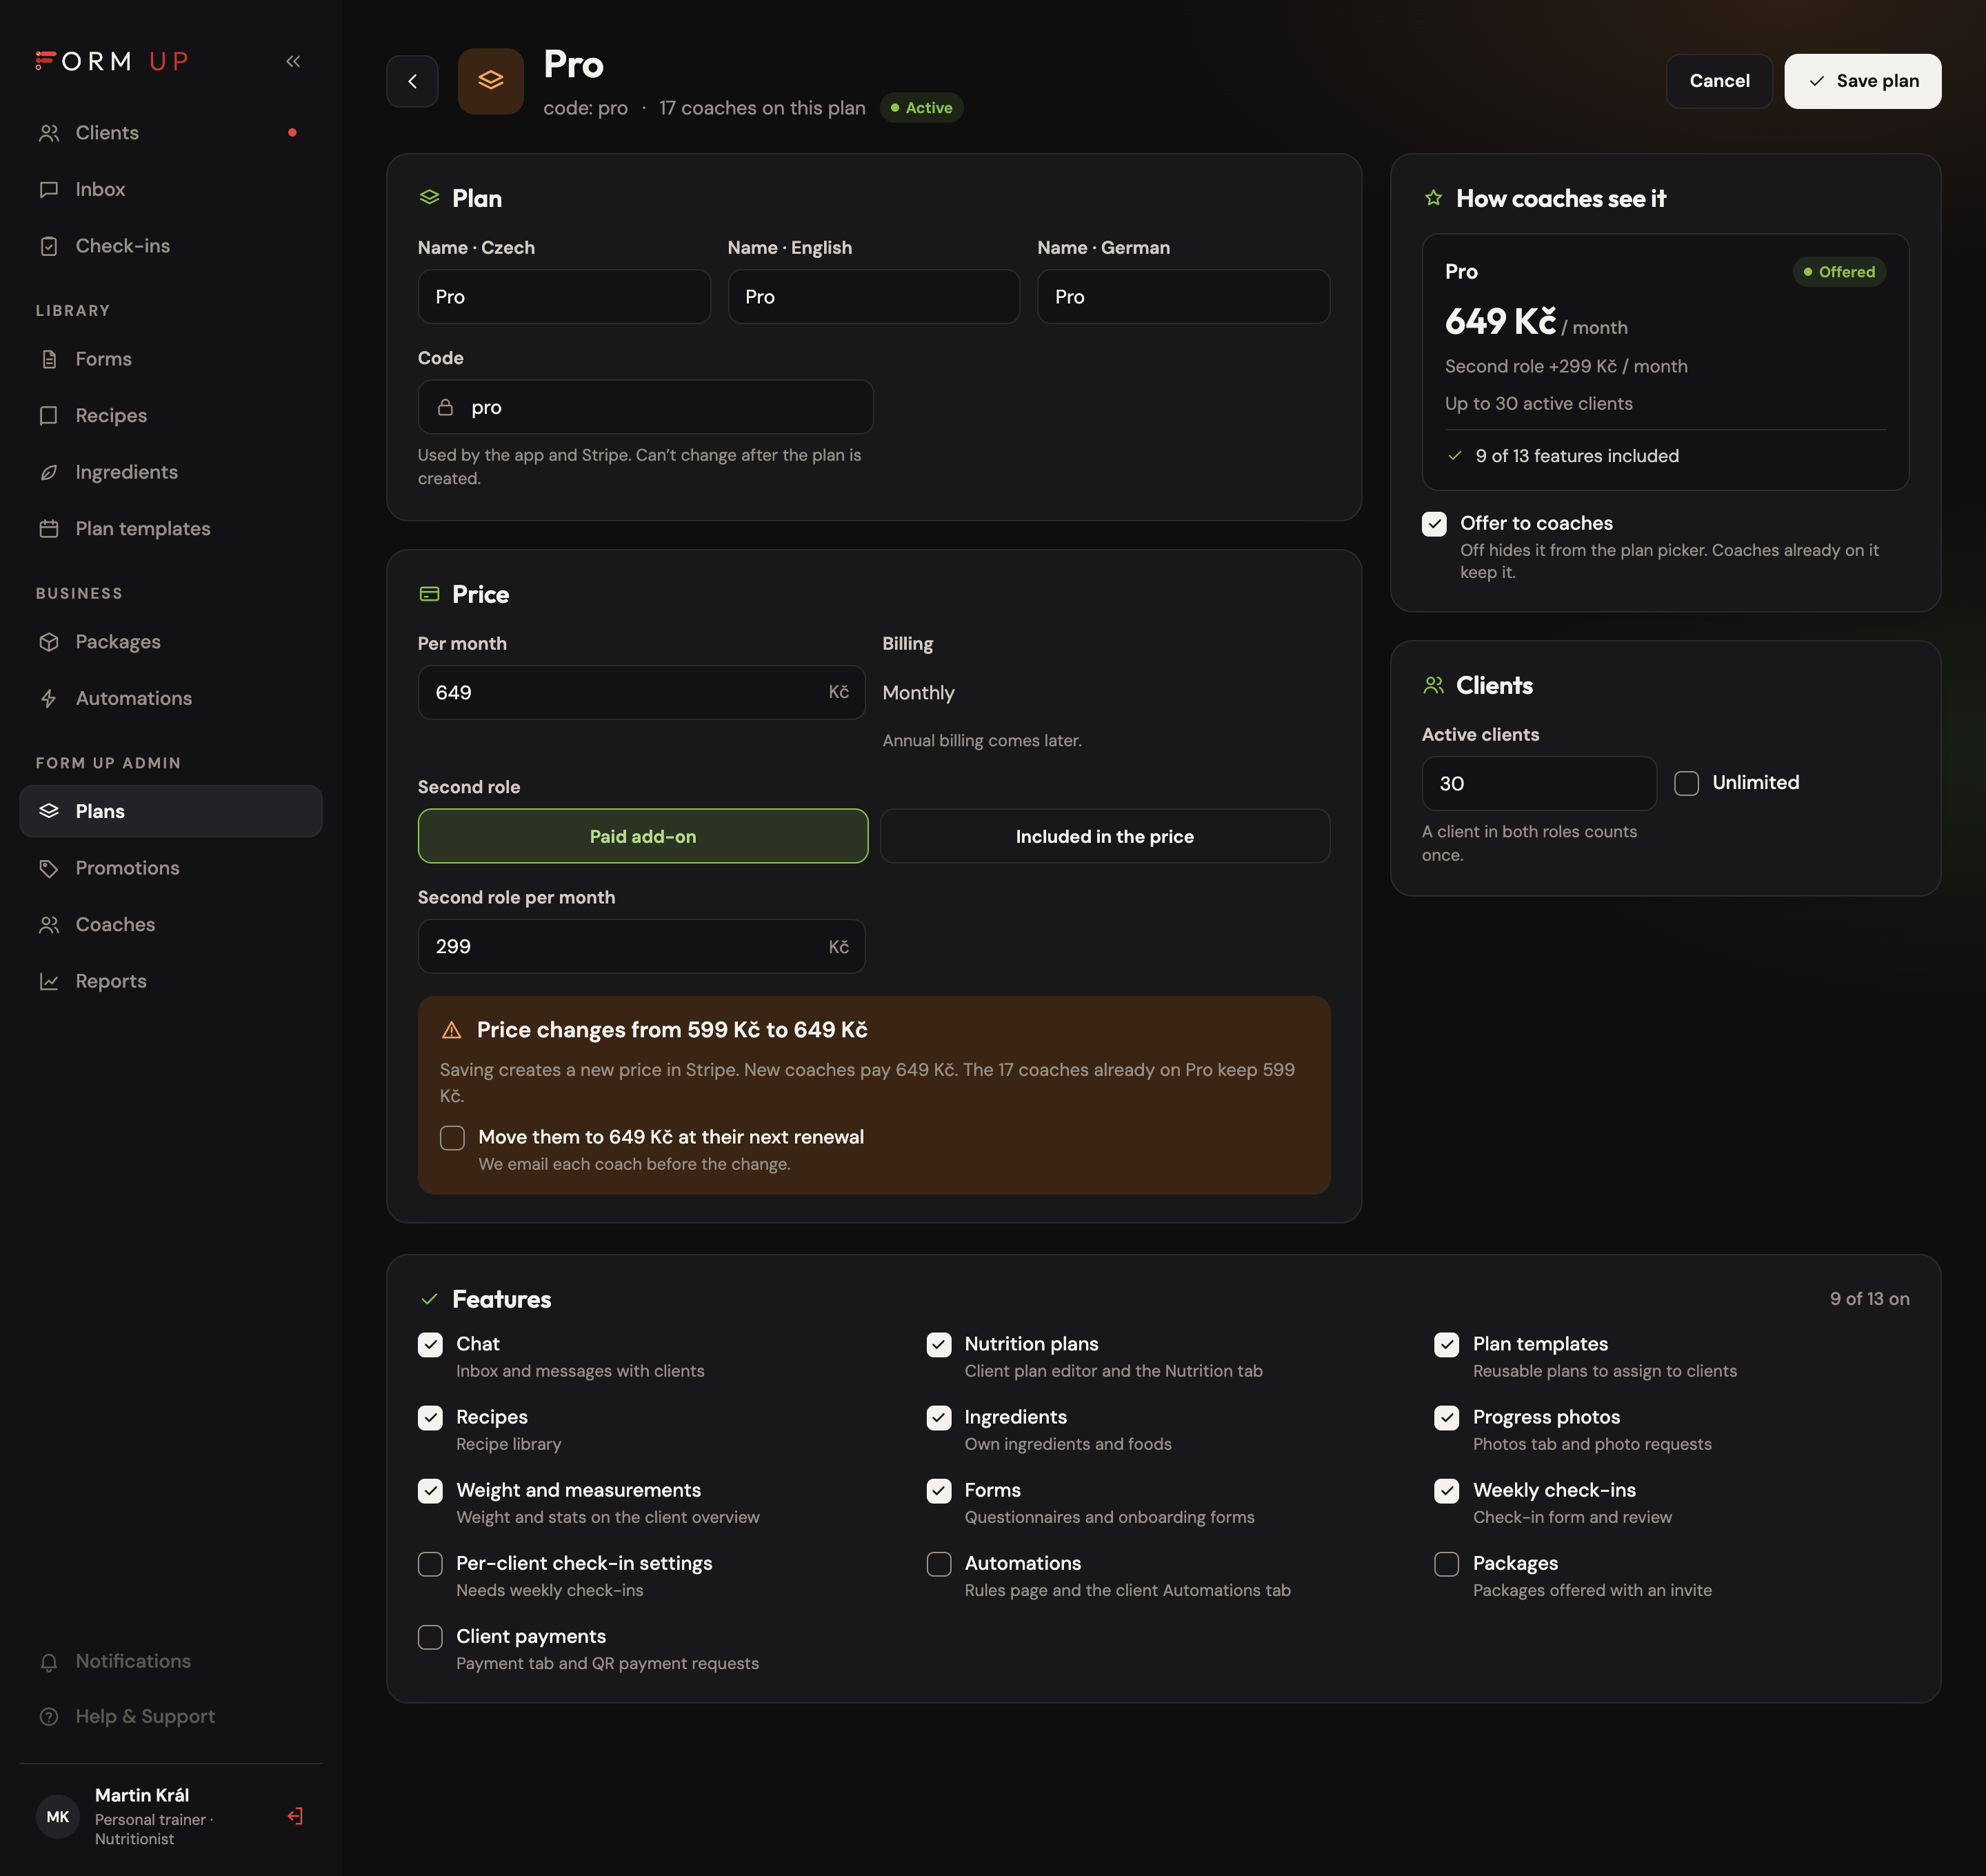 FORM UP
Clients
Inbox
Check-ins
LIBRARY
Forms
Recipes
Ingredients
Plan templates
BUSINESS
Packages
Automations
FORM UP ADMIN
Plans
Promotions
Coaches
Reports
Notifications
Help & Support
MK
Martin Král
Personal trainer ·
Nutritionist
Pro
code: pro · 17 coaches on this plan Active
Cancel
Save plan
Plan
Name · Czech
Name · English
Name · German
Pro
Pro
Pro
Code
pro
Used by the app and Stripe. Can’t change after the plan is
created.
Price
Per month
Billing
649 Kč
Monthly
Annual billing comes later.
Second role
Paid add-on
Included in the price
Second role per month
299 Kč
Price changes from 599 Kč to 649 Kč
Saving creates a new price in Stripe. New coaches pay 649 Kč. The 17 coaches already on Pro keep 599
Kč.
Move them to 649 Kč at their next renewal
We email each coach before the change.
How coaches see it
Pro
Offered
649 Kč / month
Second role +299 Kč / month
Up to 30 active clients
9 of 13 features included
Offer to coaches
Off hides it from the plan picker. Coaches already on it
keep it.
Clients
Active clients
30
Unlimited
A client in both roles counts
once.
Features
9 of 13 on
Chat
Inbox and messages with clients
Nutrition plans
Client plan editor and the Nutrition tab
Plan templates
Reusable plans to assign to clients
Recipes
Recipe library
Ingredients
Own ingredients and foods
Progress photos
Photos tab and photo requests
Weight and measurements
Weight and stats on the client overview
Forms
Questionnaires and onboarding forms
Weekly check-ins
Check-in form and review
Per-client check-in settings
Needs weekly check-ins
Automations
Rules page and the client Automations tab
Packages
Packages offered with an invite
Client payments
Payment tab and QR payment requests